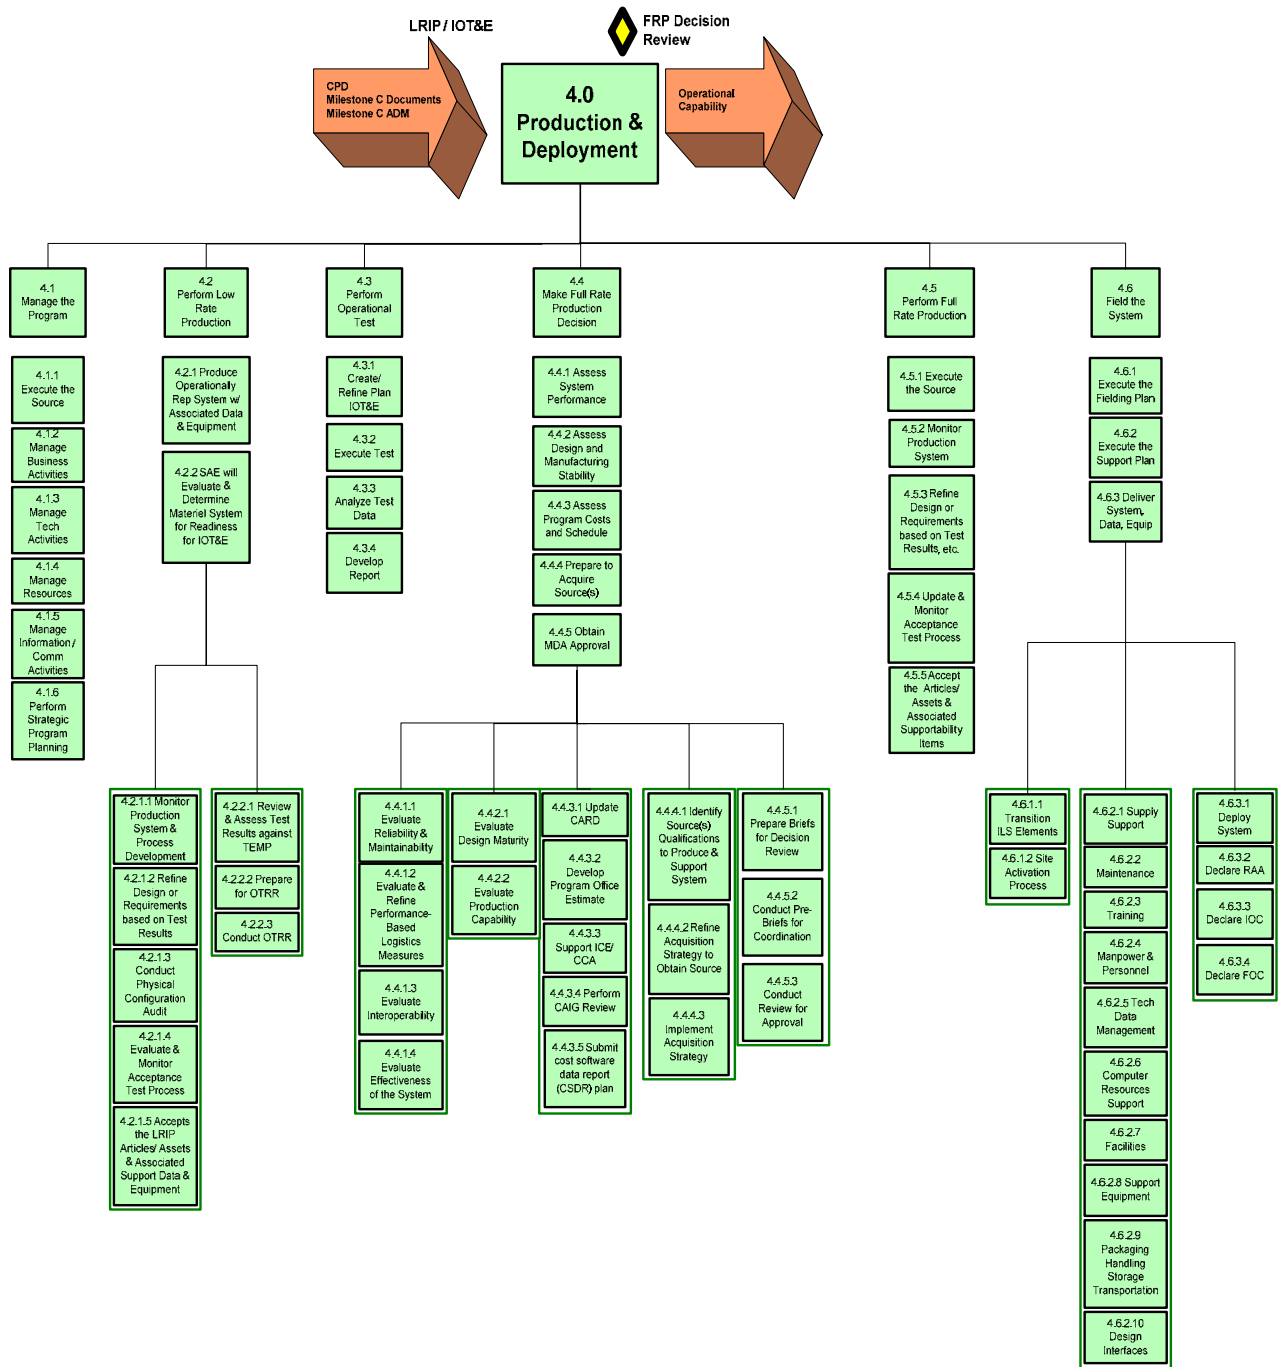 LRIP / IOT&E
FRP Decision
Review
CPD
Milestone C Documents
Milestone C ADM
4.0
Production &
Deployment
Operational
Capability
4.1
Manage the
Program
4.2
Perform Low
Rate
Production
4.3
Perform
Operational
Test
4.4
Make Full Rate
Production
Decision
4.5
Perform Full
Rate Production
4.6
Field the
System
4.1.1
Execute the
Source
4.1.2
Manage
Business
Activities
4.1.3
Manage
Tech
Activities
4.1.4
Manage
Resources
4.1.5
Manage
Information/
Comm
Activities
4.1.6
Perform
Strategic
Program
Planning
4.2.1 Produce
Operationally
Rep System w/
Associated Data
& Equipment
4.2.2 SAE will
Evaluate &
Determine
Materiel System
for Readiness
for IOT&E
4.3.1
Create/
Refine Plan
IOT&E
4.3.2
Execute Test
4.3.3
Analyze Test
Data
4.3.4
Develop
Report
4.4.1 Assess
System
Performance
4.4.2 Assess
Design and
Manufacturing
Stability
4.4.3 Assess
Program Costs
and Schedule
4.4.4 Prepare to
Acquire
Source(s)
4.4.5 Obtain
MDA Approval
4.5.1 Execute
the Source
4.5.2 Monitor
Production
System
4.5.3 Refine
Design or
Requirements
based on Test
Results, etc.
4.5.4 Update &
Monitor
Acceptance
Test Process
4.5.5 Accept
the Articles/
Assets &
Associated
Supportability
Items
4.6.1
Execute the
Fielding Plan
4.6.2
Execute the
Support Plan
4.6.3 Deliver
System,
Data, Equip
4.2.1.1 Monitor
Production
System &
Process
Development
4.2.1.2 Refine
Design or
Requirements
based on Test
Results
4.2.1.3
Conduct
Physical
Configuration
Audit
4.2.1.4
Evaluate &
Monitor
Acceptance
Test Process
4.2.1.5 Accepts
the LRIP
Articles/ Assets
& Associated
Support Data &
Equipment
4.2.2.1 Review
& Assess Test
Results against
TEMP
4.2.2.2 Prepare
for OTRR
4.2.2.3
Conduct OTRR
4.4.1.1
Evaluate
Reliability &
Maintainability
4.4.1.2
Evaluate &
Refine
Performance-
Based
Logistics
Measures
4.4.1.3
Evaluate
Interoperability
4.4.1.4
Evaluate
Effectiveness
of the System
4.4.2.1
Evaluate
Design Maturity
4.4.2.2
Evaluate
Production
Capability
4.4.3.1 Update
CARD
4.4.3.2
Develop
Program Office
Estimate
4.4.3.3
Support ICE/
CCA
4.4.3.4 Perform
CAIG Review
4.4.3.5 Submit
cost software
data report
(CSDR) plan
4.4.4.1 Identify
Source(s)
Qualifications
to Produce &
Support
System
4.4.4.2 Refine
Acquisition
Strategy to
Obtain Source
4.4.4.3
Implement
Acquisition
Strategy
4.4.5.1
Prepare Briefs
for Decision
Review
4.4.5.2
Conduct Pre-
Briefs for
Coordination
4.4.5.3
Conduct
Review for
Approval
4.6.1.1
Transition
ILS Elements
4.6.1.2 Site
Activation
Process
4.6.2.1 Supply
Support
4.6.2.2
Maintenance
4.6.2.3
Training
4.6.2.4
Manpower &
Personnel
4.6.2.5 Tech
Data
Management
4.6.2.6
Computer
Resources
Support
4.6.2.7
Facilities
4.6.2.8 Support
Equipment
4.6.2.9
Packaging
Handling
Storage
Transportation
4.6.2.10
Design
Interfaces
4.6.3.1
Deploy
System
4.6.3.2
Declare RAA
4.6.3.3
Declare IOC
4.6.3.4
Declare FOC